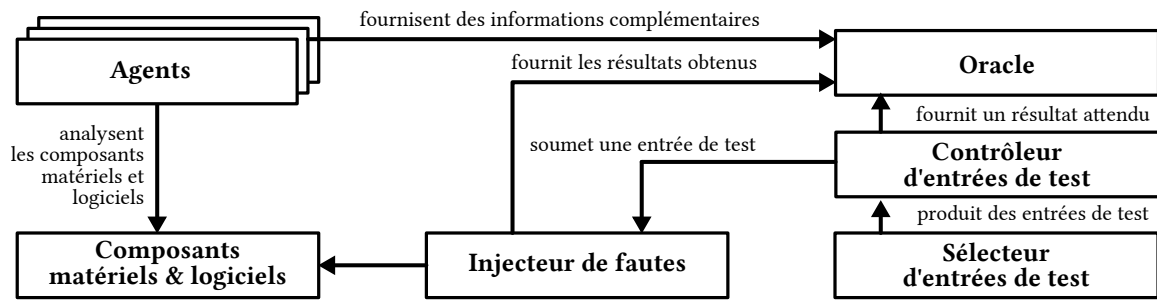 fournisent des informations complémentaires
Agents
fournit les résultats obtenus
Oracle
analysent
les composants
matériels et
logiciels
soumet une entrée de test
fournit un résultat attendu
Contrôleur
d'entrées de test
produit des entrées de test
Composants
matériels & logiciels
Injecteur de fautes
Sélecteur
d'entrées de test